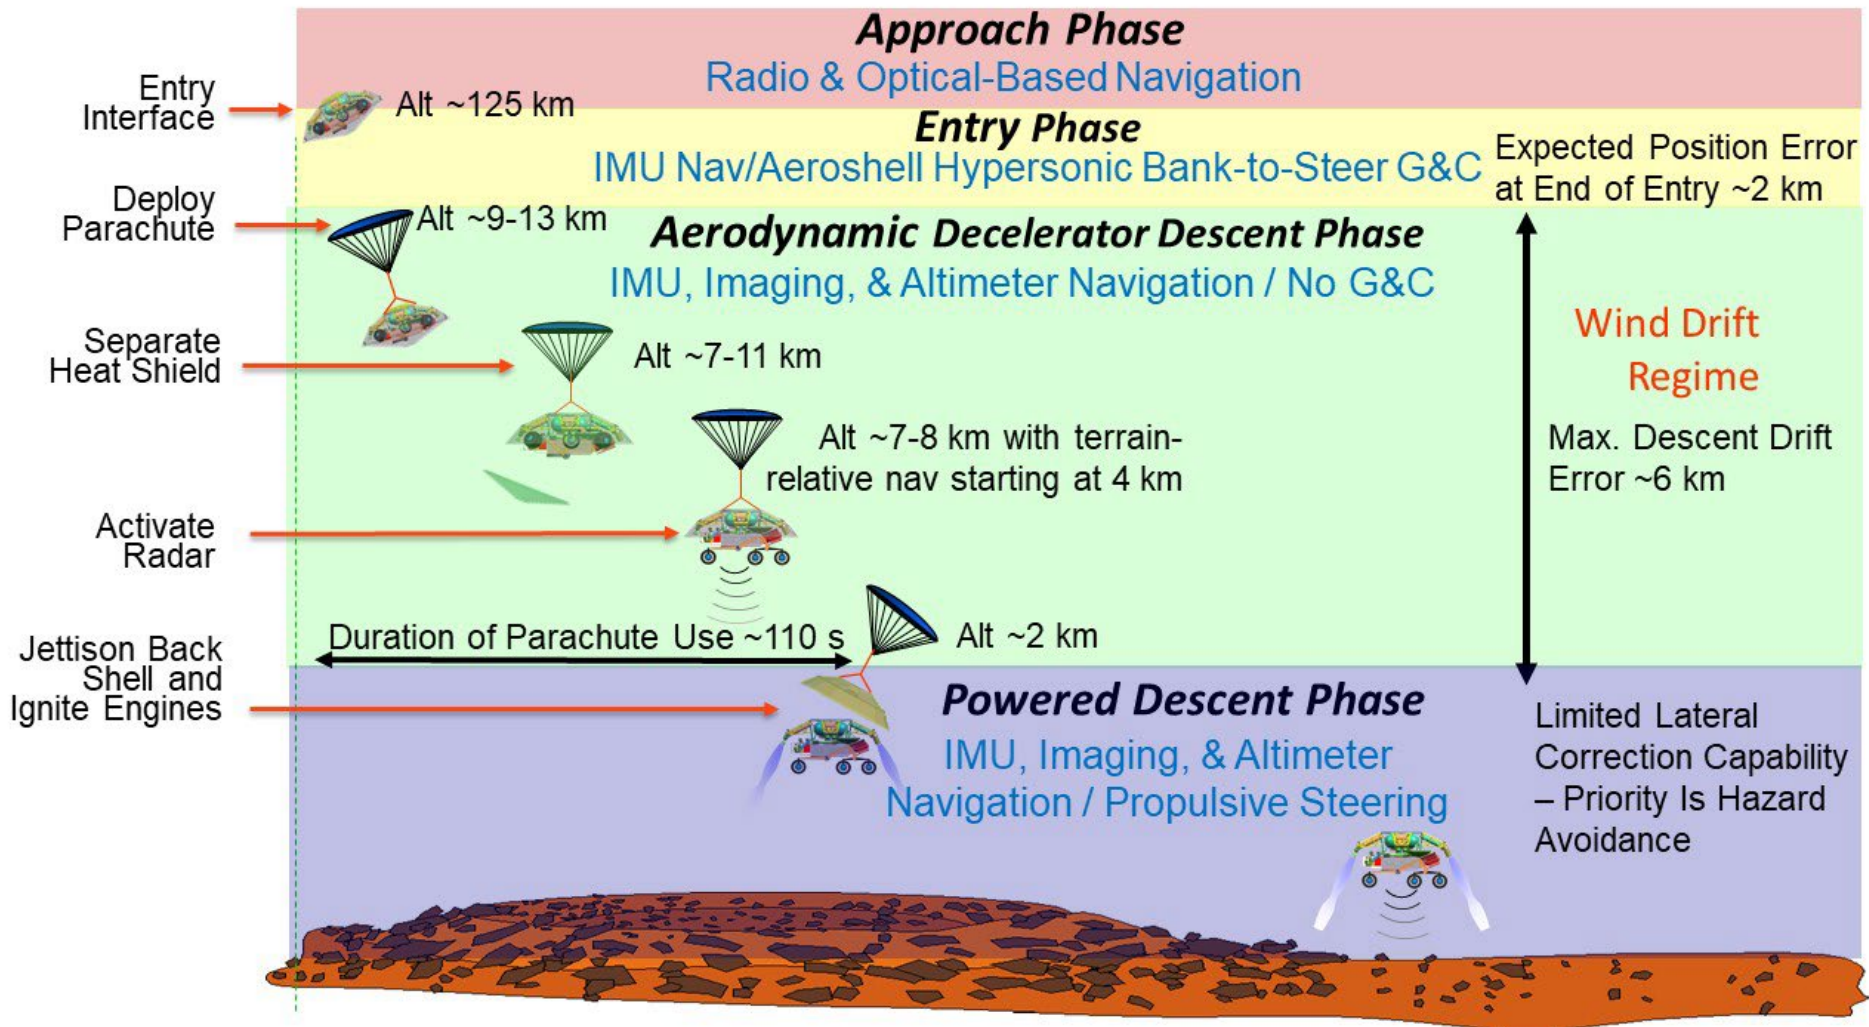 Approach Phase
Radio & Optical-Based Navigation
Entry
Interface
Alt ~125 km
Entry Phase
IMU Nav/Aeroshell Hypersonic Bank-to-Steer G&C
Expected Position Error
at End of Entry ~2 km
Deploy
Parachute
Alt ~9-13 km
Aerodynamic Decelerator Descent Phase
IMU, Imaging, & Altimeter Navigation / No G&C
Wind Drift
Regime
Max. Descent Drift
Error ~6 km
Separate
Heat Shield
Alt ~7-11 km
Alt ~7-8 km with terrain-
relative nav starting at 4 km
Activate
Radar
Duration of Parachute Use ~110 s
Alt ~2 km
Jettison Back
Shell and
Ignite Engines
Powered Descent Phase
IMU, Imaging, & Altimeter
Navigation / Propulsive Steering
Limited Lateral
Correction Capability
– Priority Is Hazard
Avoidance